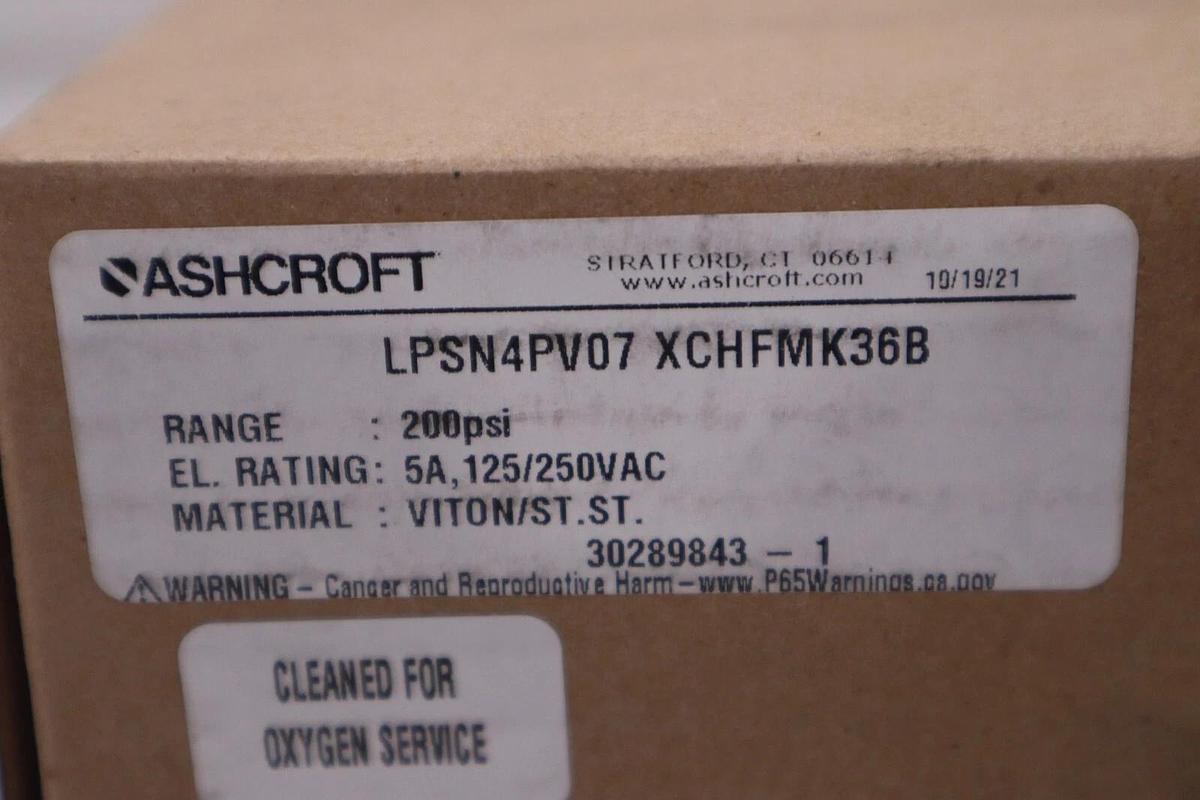 ASHCROFT
STRATFORD, CT 06614
www.ashcroft.com 10/19/21
LPSN4PV07 XCHFMK36B
RANGE : 200psi
EL. RATING: 5A, 125/250VAC
MATERIAL : VITON/ST.ST.
30289843 - 1
⚠WARNING - Cancer and Reproductive Harm - www.P65Warnings.ca.gov
CLEANED FOR
OXYGEN SERVICE